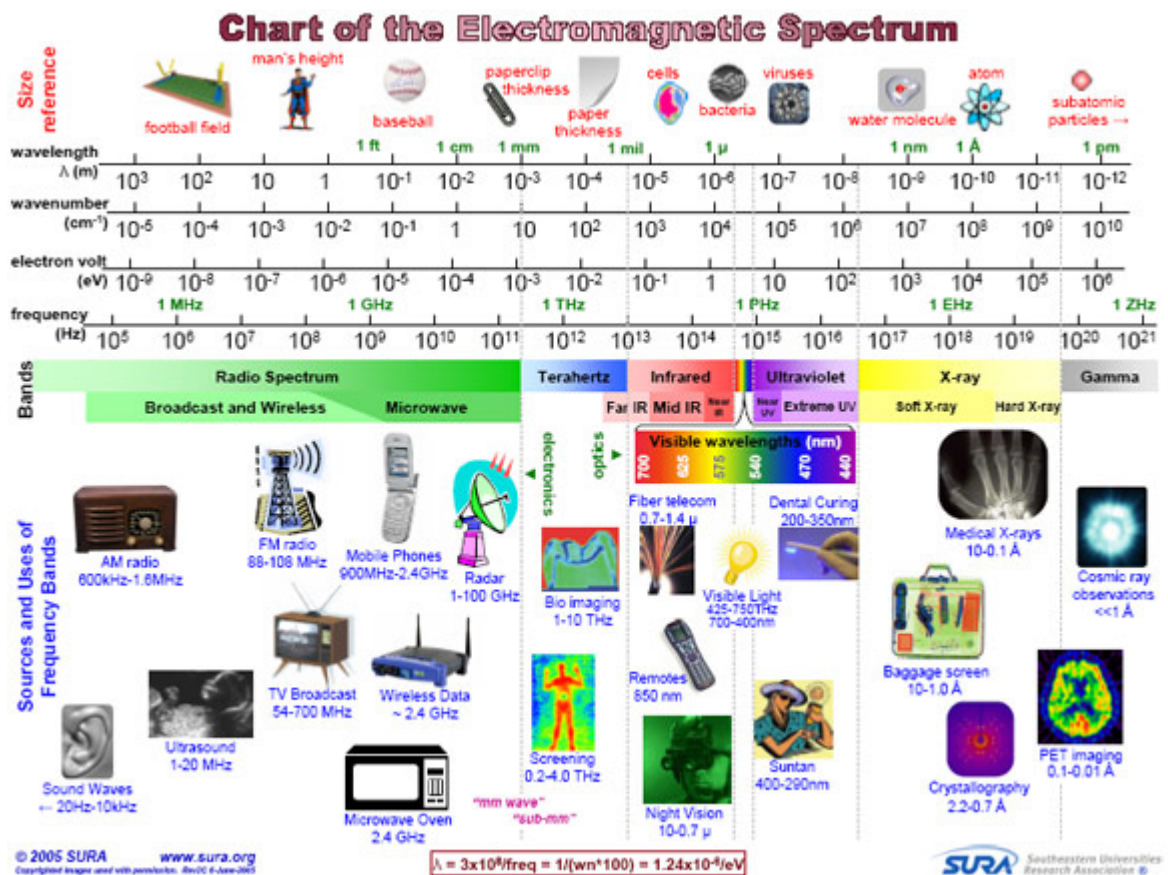 Chart of the Electromagnetic Spectrum
Size
reference
football field
man's height
baseball
paperclip
thickness
paper
thickness
cells
bacteria
viruses
water molecule
atom
subatomic
particles →
wavelength
λ (m)
1 ft 1 cm 1 mm 1 mil 1 μ 1 nm 1 Å 1 pm
10³ 10² 10 1 10⁻¹ 10⁻² 10⁻³ 10⁻⁴ 10⁻⁵ 10⁻⁶ 10⁻⁷ 10⁻⁹ 10⁻¹⁰ 10⁻¹¹ 10⁻¹²
wavenumber
(cm⁻¹)
10⁻⁵ 10⁻⁴ 10⁻³ 10⁻² 10⁻¹ 1 10 10² 10³ 10⁴ 10⁵ 10⁶ 10⁷ 10⁸ 10⁹ 10¹⁰
electron volt
(eV)
10⁻⁹ 10⁻⁸ 10⁻⁷ 10⁻⁶ 10⁻⁵ 10⁻⁴ 10⁻³ 10⁻² 10⁻¹ 1 10 10² 10³ 10⁴ 10⁵ 10⁶
frequency
(Hz)
1 MHz 1 GHz 1 THz 1 PHz 1 EHz 1 ZHz
10⁵ 10⁶ 10⁷ 10⁸ 10⁹ 10¹⁰ 10¹¹ 10¹² 10¹³ 10¹⁴ 10¹⁵ 10¹⁶ 10¹⁷ 10¹⁸ 10¹⁹ 10²⁰ 10²¹
Bands
Radio Spectrum Terahertz Infrared Ultraviolet X-ray Gamma
Broadcast and Wireless Microwave Far IR Mid IR Near IR Near UV Extreme UV Soft X-ray Hard X-ray
electronics
optics
Visible wavelengths (nm)
700 625 575 540 470 440
Sources and Uses of
Frequency Bands
AM radio
600kHz-1.6MHz
FM radio
88-108 MHz
Mobile Phones
900MHz-2.4GHz
Radar
1-100 GHz
Bio imaging
1-10 THz
Fiber telecom
0.7-1.4 μ
Visible Light
425-750THz
700-400nm
Dental Curing
200-350nm
Medical X-rays
10-0.1 Å
Cosmic ray
observations
<<1 Å
TV Broadcast
54-700 MHz
Wireless Data
~ 2.4 GHz
Remotes
850 nm
Baggage screen
10-1.0 Å
Sound Waves
← 20Hz-10kHz
Ultrasound
1-20 MHz
Microwave Oven
2.4 GHz
"mm wave"
"sub-mm"
Screening
0.2-4.0 THz
Night Vision
10-0.7 μ
Suntan
400-290nm
Crystallography
2.2-0.7 Å
PET imaging
0.1-0.01 Å
© 2005 SURA www.sura.org
Copyrighted images used with permission. Rev2C 6-June-2005
λ = 3x10⁸/freq = 1/(wn*100) = 1.24x10⁻⁶/eV
SURA Southeastern Universities
Research Association ®